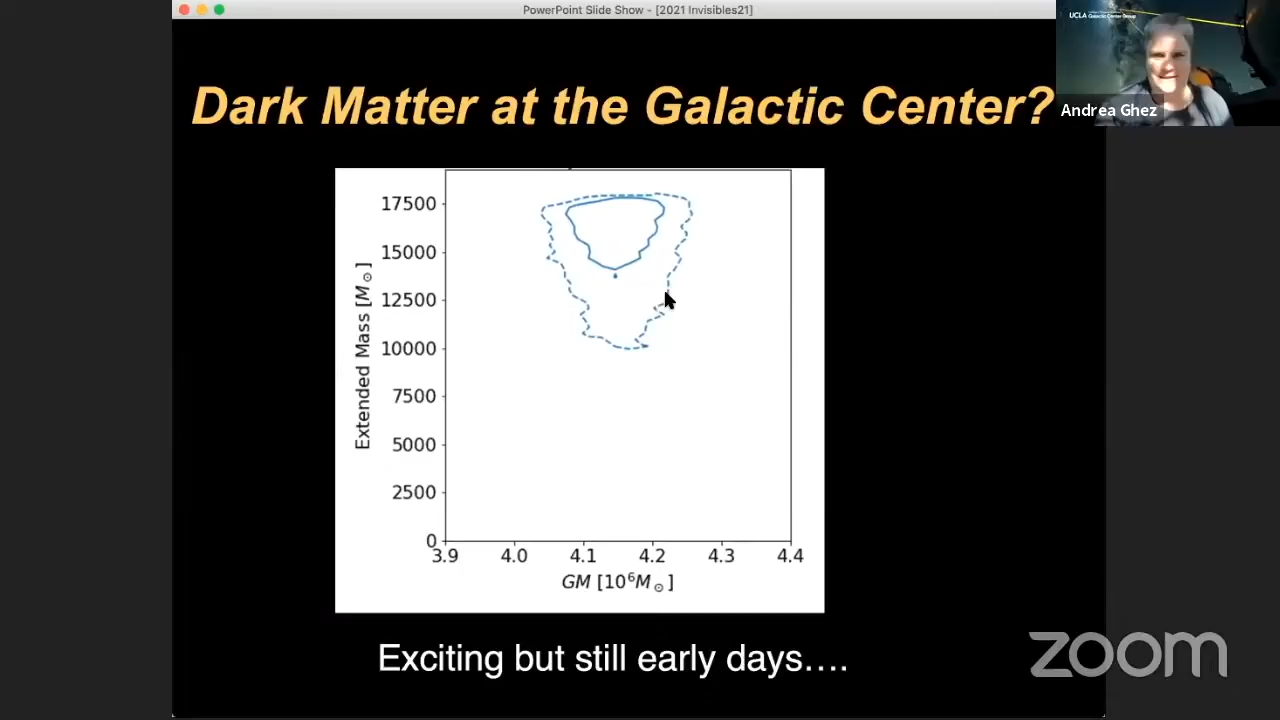 PowerPoint Slide Show - [2021 Invisibles21]
UCLA Galactic Center Group
Andrea Ghez
Dark Matter at the Galactic Center?
Extended Mass [M⊙]
17500
15000
12500
10000
7500
5000
2500
0
3.9 4.0 4.1 4.2 4.3 4.4
GM [10⁶M⊙]
Exciting but still early days....
zoom